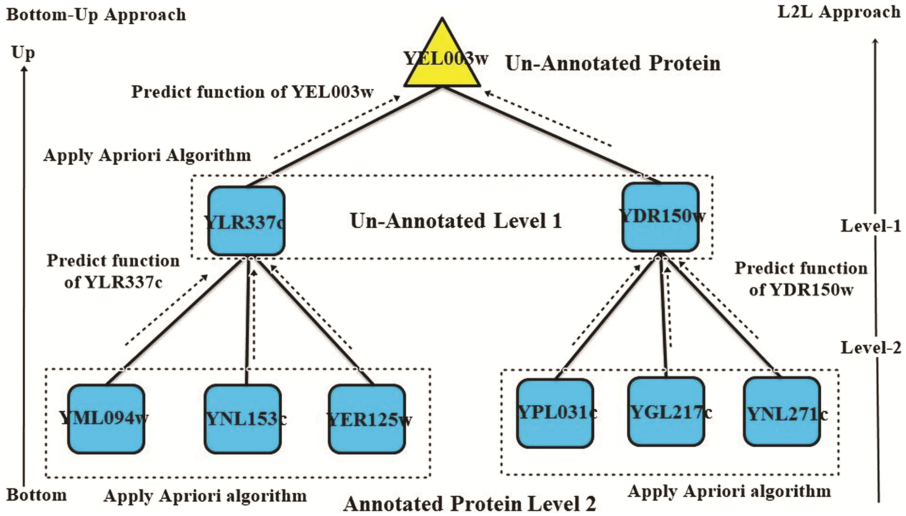 Bottom-Up Approach
L2L Approach
Up
YEL003w
Un-Annotated Protein
Predict function of YEL003w
Apply Apriori Algorithm
YLR337c
Un-Annotated Level 1
YDR150w
Level-1
Predict function
of YLR337c
Predict function
of YDR150w
Level-2
YML094w
YNL153c
YER125w
YPL031c
YGL217c
YNL271c
Bottom
Apply Apriori algorithm
Annotated Protein Level 2
Apply Apriori algorithm